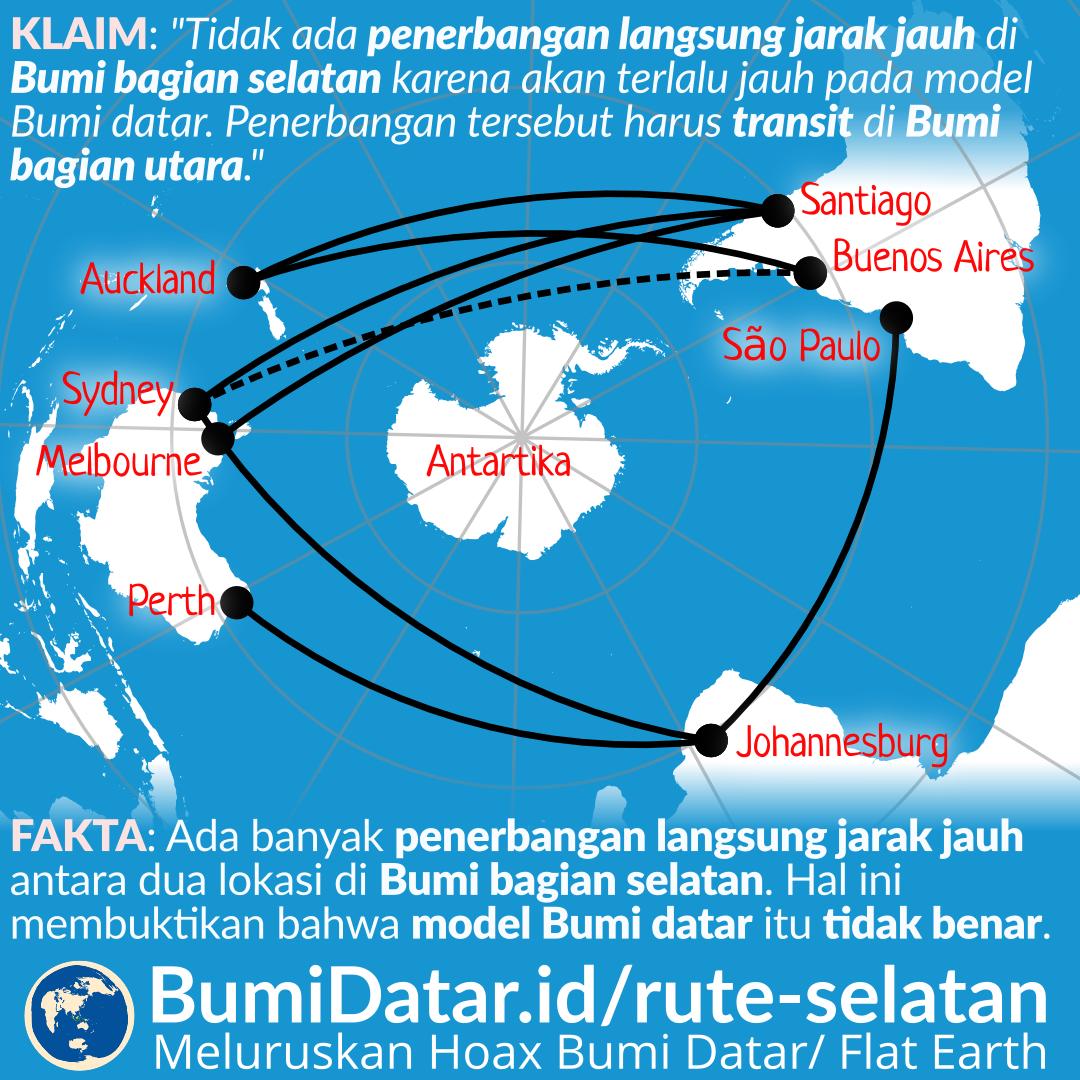 KLAIM: "Tidak ada penerbangan langsung jarak jauh di
Bumi bagian selatan karena akan terlalu jauh pada model
Bumi datar. Penerbangan tersebut harus transit di Bumi
bagian utara."
Santiago
Buenos Aires
Auckland
São Paulo
Sydney
Melbourne
Antartika
Perth
Johannesburg
FAKTA: Ada banyak penerbangan langsung jarak jauh
antara dua lokasi di Bumi bagian selatan. Hal ini
membuktikan bahwa model Bumi datar itu tidak benar.
BumiDatar.id/rute-selatan
Meluruskan Hoax Bumi Datar/ Flat Earth